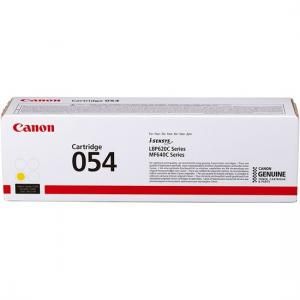 Canon
Cartridge
054
i-SENSYS
LBP620C Series
MF640C Series
CANON
GENUINE